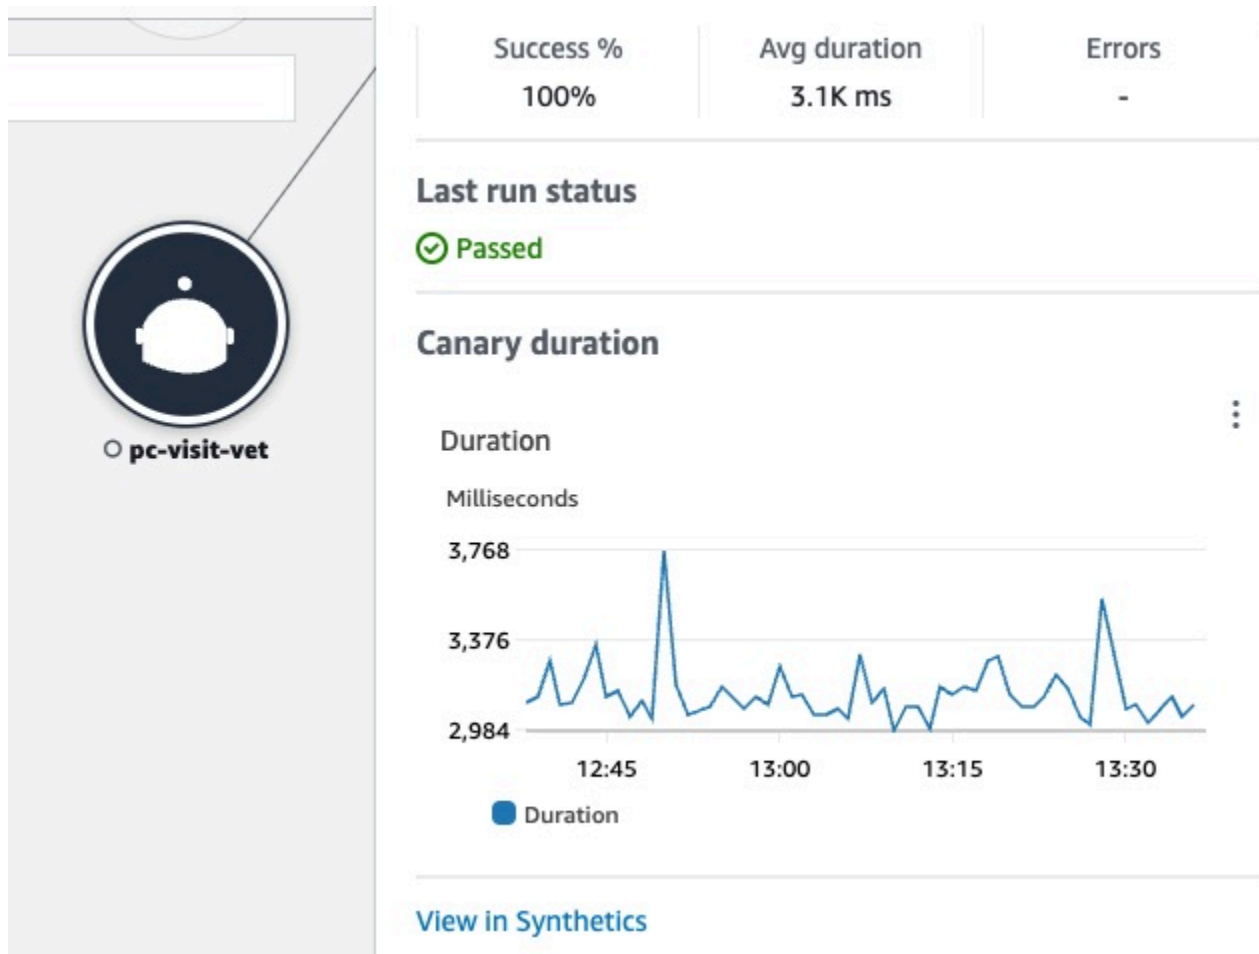 Success %
Avg duration
Errors
100%
3.1K ms
-
Last run status
Passed
pc-visit-vet
Canary duration
Duration
Milliseconds
3,768
3,376
2,984
12:45
13:00
13:15
13:30
Duration
View in Synthetics